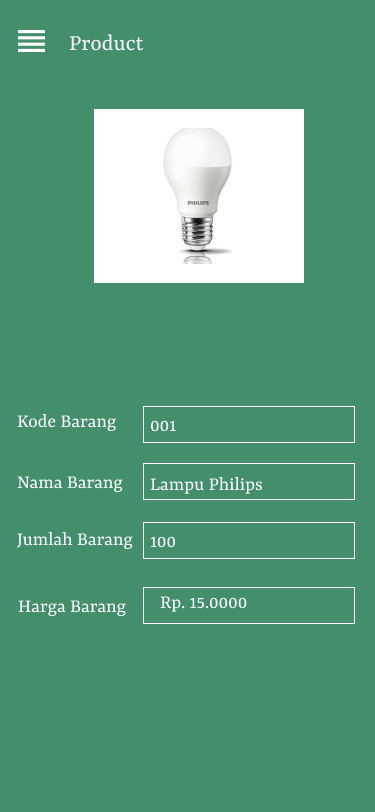 Product
PHILIPS
Kode Barang
001
Nama Barang
Lampu Philips
Jumlah Barang
100
Harga Barang
Rp. 15.0000